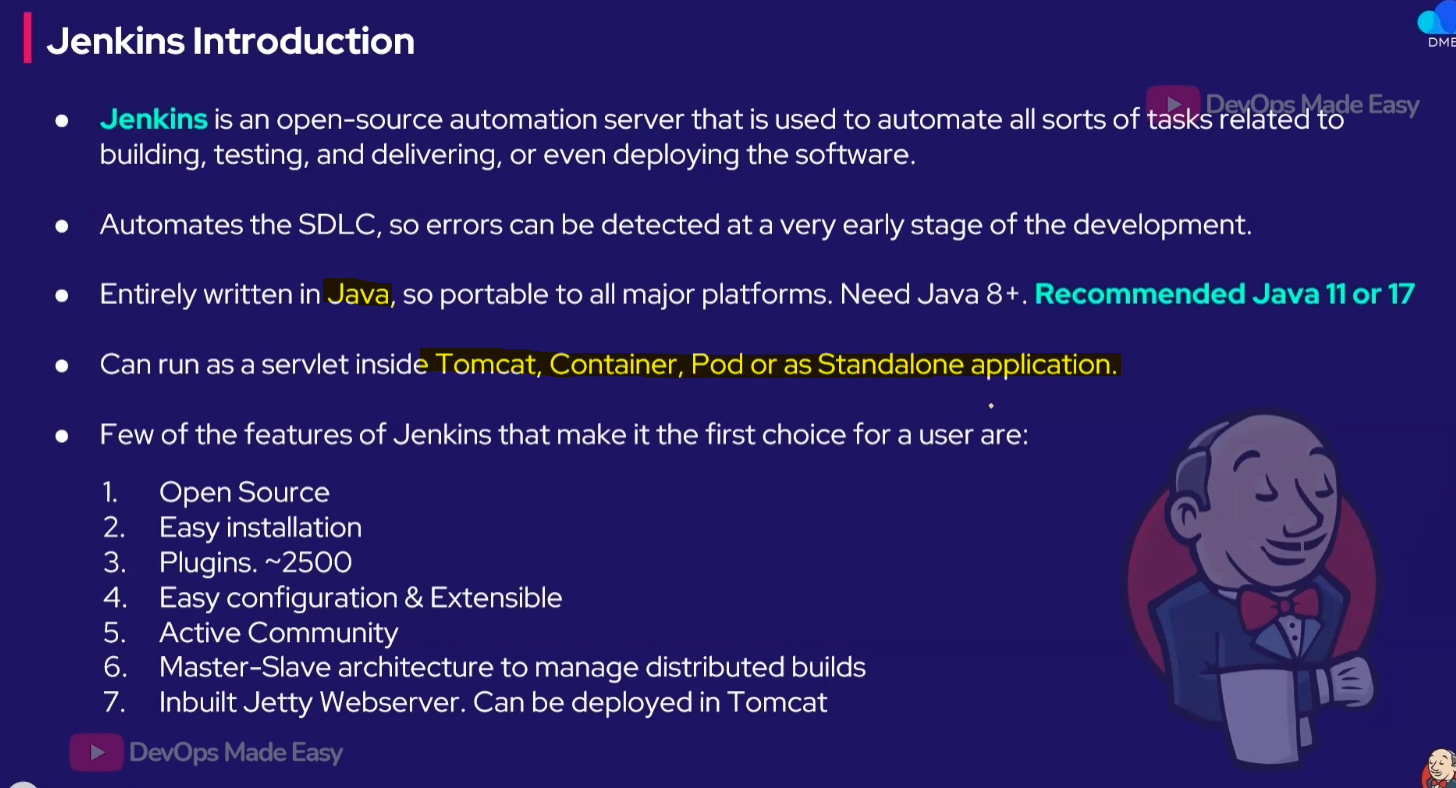 Jenkins Introduction
DME
DevOps Made Easy
● Jenkins is an open-source automation server that is used to automate all sorts of tasks related to
building, testing, and delivering, or even deploying the software.
● Automates the SDLC, so errors can be detected at a very early stage of the development.
● Entirely written in Java, so portable to all major platforms. Need Java 8+. Recommended Java 11 or 17
● Can run as a servlet inside Tomcat, Container, Pod or as Standalone application.
● Few of the features of Jenkins that make it the first choice for a user are:
1. Open Source
2. Easy installation
3. Plugins. ~2500
4. Easy configuration & Extensible
5. Active Community
6. Master-Slave architecture to manage distributed builds
7. Inbuilt Jetty Webserver. Can be deployed in Tomcat
DevOps Made Easy